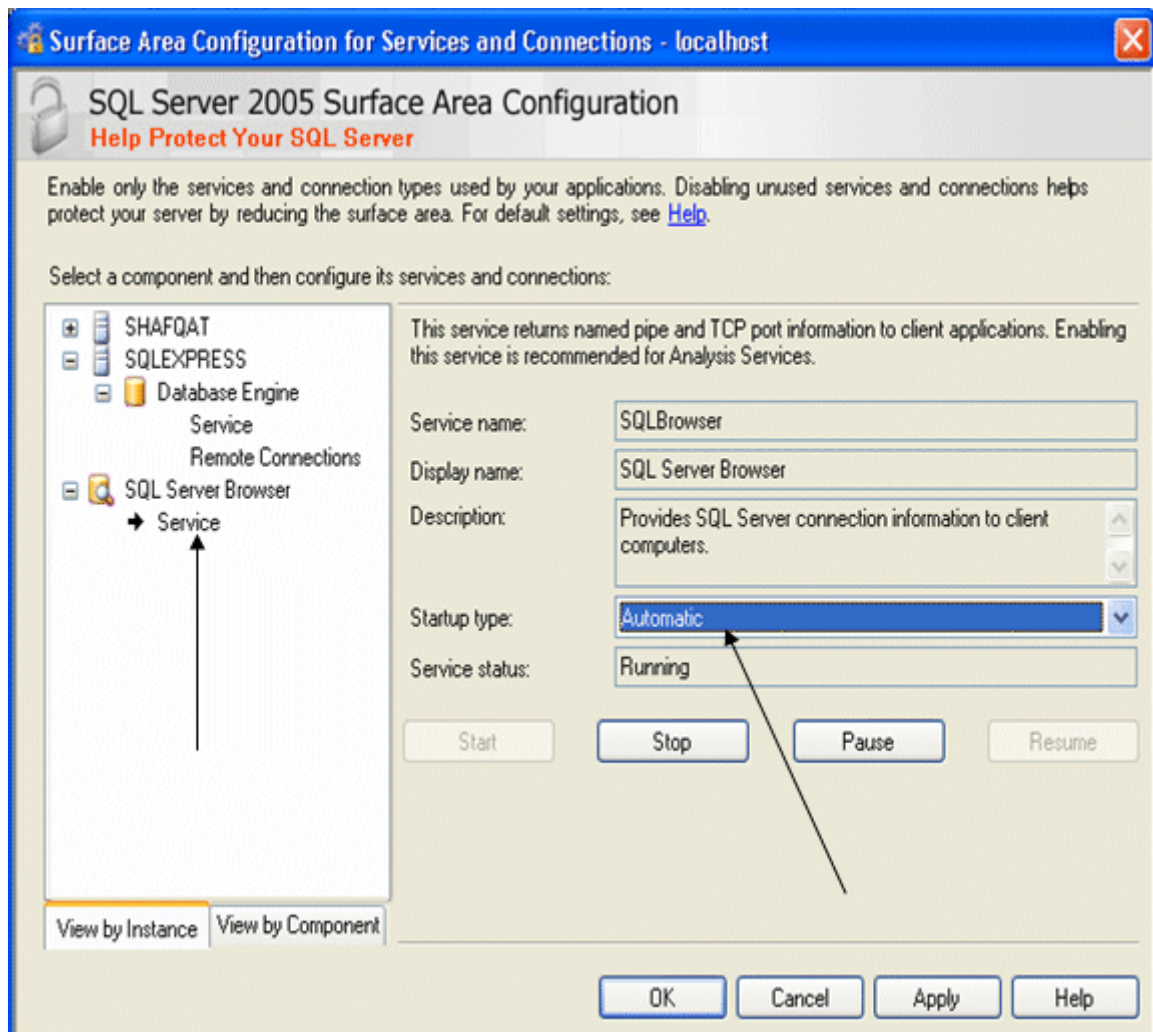 Surface Area Configuration for Services and Connections - localhost
SQL Server 2005 Surface Area Configuration
Help Protect Your SQL Server
Enable only the services and connection types used by your applications. Disabling unused services and connections helps
protect your server by reducing the surface area. For default settings, see Help.
Select a component and then configure its services and connections:
SHAFQAT
SQLEXPRESS
Database Engine
Service
Remote Connections
SQL Server Browser
Service
View by Instance
View by Component
This service returns named pipe and TCP port information to client applications. Enabling
this service is recommended for Analysis Services.
Service name:
SQLBrowser
Display name:
SQL Server Browser
Description:
Provides SQL Server connection information to client
computers.
Startup type:
Automatic
Service status:
Running
Start
Stop
Pause
Resume
OK
Cancel
Apply
Help